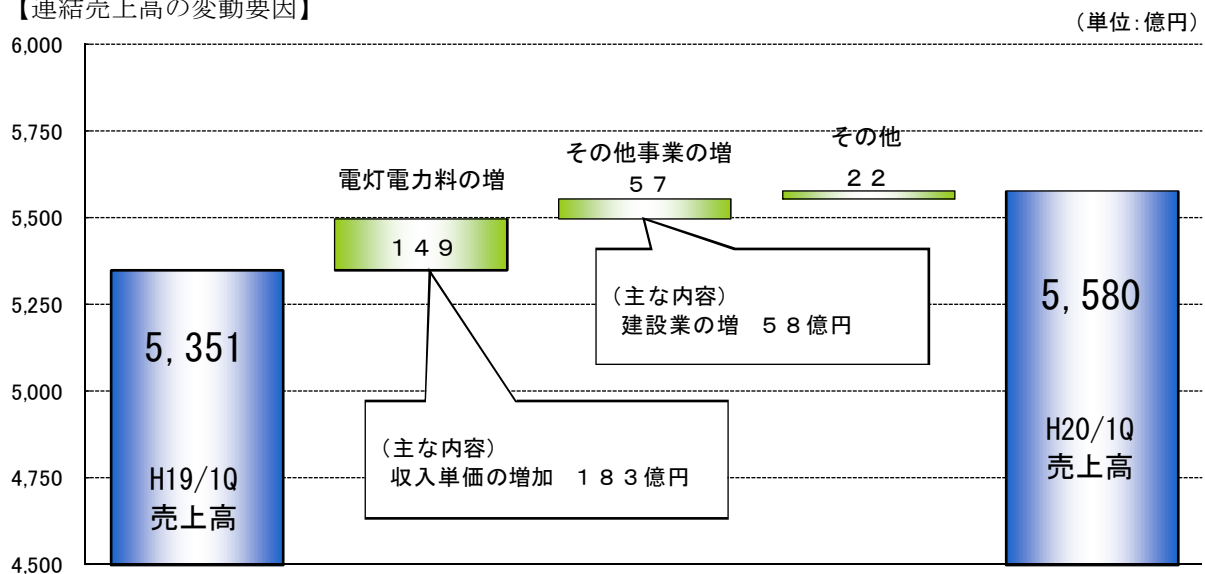 【連結売上高の変動要因】
（単位：億円）
6,000
5,750
5,500
5,250
5,000
4,750
4,500
5,351
H19/1Q
売上高
電灯電力料の増
１４９
（主な内容）
収入単価の増加　１８３億円
その他事業の増
５７
（主な内容）
建設業の増　５８億円
その他
２２
5,580
H20/1Q
売上高